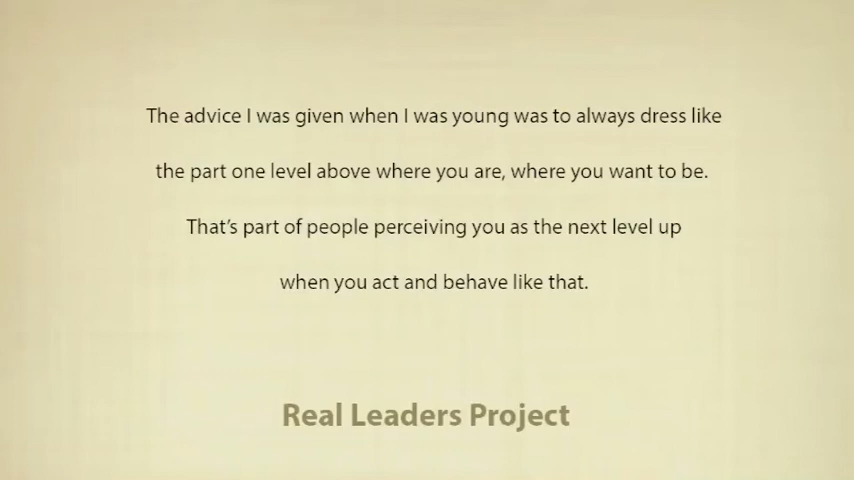 The advice I was given when I was young was to always dress like
the part one level above where you are, where you want to be.
That’s part of people perceiving you as the next level up
when you act and behave like that.
Real Leaders Project